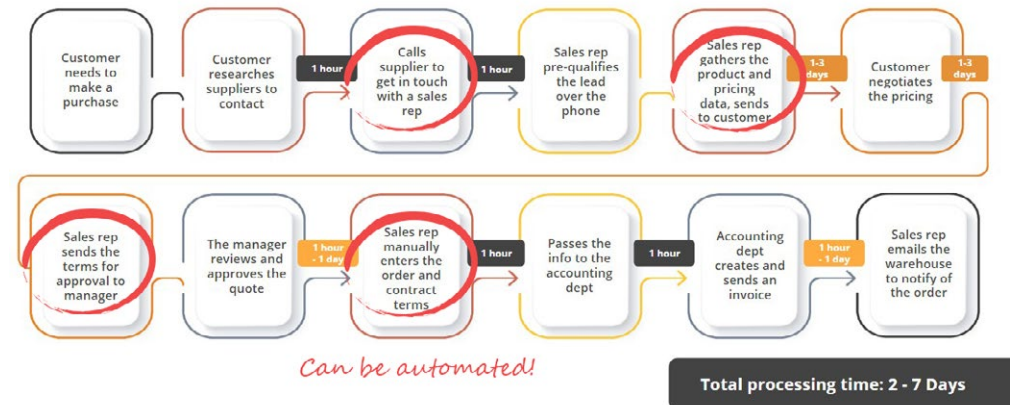 Customer
needs to
make a
purchase
Customer
researches
suppliers to
contact
1 hour
Calls
supplier to
get in touch
with a sales
rep
1 hour
Sales rep
pre-qualifies
the lead
over the
phone
Sales rep
gathers the
product and
pricing
data, sends
to customer
1-3
days
Customer
negotiates
the pricing
1-3
days
Sales rep
sends the
terms for
approval to
manager
The manager
reviews and
approves the
quote
1 hour
- 1 day
Sales rep
manually
enters the
order and
contract
terms
1 hour
Passes the
info to the
accounting
dept
1 hour
Accounting
dept
creates and
sends an
invoice
1 hour
- 1 day
Sales rep
emails the
warehouse
to notify of
the order
Can be automated!
Total processing time: 2 - 7 Days